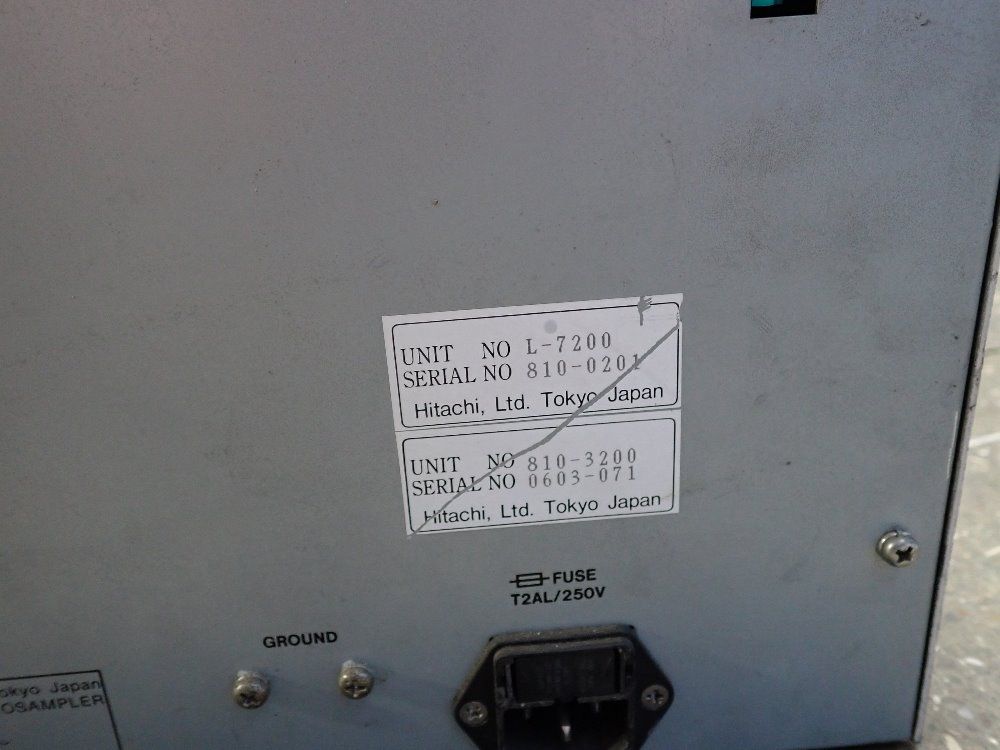 UNIT NO L-7200
SERIAL NO 810-0201
Hitachi, Ltd. Tokyo Japan
UNIT NO 810-3200
SERIAL NO 0603-071
Hitachi, Ltd. Tokyo Japan
FUSE
T2AL/250V
GROUND
okyo Japan
OSAMPLER